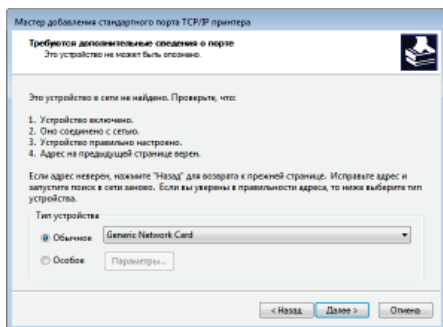 Мастер добавления стандартного порта TCP/IP принтера
Требуются дополнительные сведения о порте
Это устройство не может быть опознано.
Это устройство в сети не найдено. Проверьте, что:
1. Устройство включено.
2. Оно соединено с сетью.
3. Устройство правильно настроено.
4. Адрес на предыдущей странице верен.
Если адрес неверен, нажмите "Назад" для возврата к прежней странице. Исправьте адрес и
запустите поиск в сети заново. Если вы уверены в правильности адреса, то ниже выберите тип
устройства.
Тип устройства
Обычное Generic Network Card
Особое Параметры...
< Назад Далее > Отмена